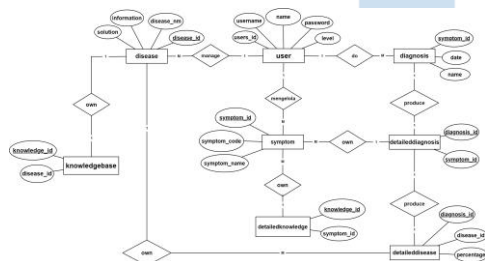 name
information
username
password
disease_nm
solution
users_id
level
symptom_id
disease_id
disease
manage
user
do
diagnosis
date
name
own
mengelola
produce
symptom_id
knowledge_id
symptom_code
symptom
own
detaileddiagnosis
diagnosis_id
knowledgebase
disease_id
symptom_name
symptom_id
own
knowledge_id
produce
diagnosis_id
detailedknowledge
symptom_id
disease_id
own
detaileddisease
percentage